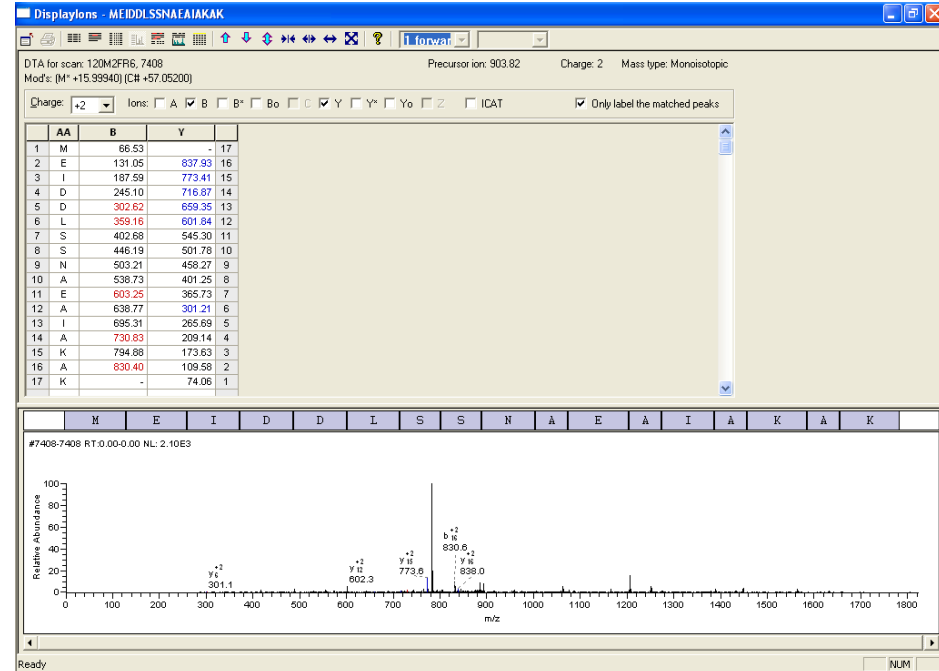 DisplayIons - MEIDDLSSNAEAIAKAK
1 forwar
DTA for scan: 120M2FR6, 7408 Precursor ion: 903.82 Charge: 2 Mass type: Monoisotopic
Mod's: (M* +15.99940) (C# +57.05200)
Charge: +2 Ions: A B B* Bo C Y Y* Yo Z ICAT Only label the matched peaks
AA B Y
1 M 66.53 - 17
2 E 131.05 837.93 16
3 I 187.59 773.41 15
4 D 245.10 716.87 14
5 D 302.62 659.35 13
6 L 359.16 601.84 12
7 S 402.68 545.30 11
8 S 446.19 501.78 10
9 N 503.21 458.27 9
10 A 538.73 401.25 8
11 E 603.25 365.73 7
12 A 638.77 301.21 6
13 I 695.31 265.69 5
14 A 730.83 209.14 4
15 K 794.88 173.63 3
16 A 830.40 109.58 2
17 K - 74.06 1
M E I D D L S S N A E A I A K A K
#7408-7408 RT:0.00-0.00 NL: 2.10E3
Relative Abundance
100
80
60
40
20
0
y 6 +2
301.1
y 12 +2
602.3
y 15 +2
773.6
b 16 +2
830.6
y 16 +2
838.0
0 100 200 300 400 500 600 700 800 900 1000 1100 1200 1300 1400 1500 1600 1700 1800
m/z
Ready NUM